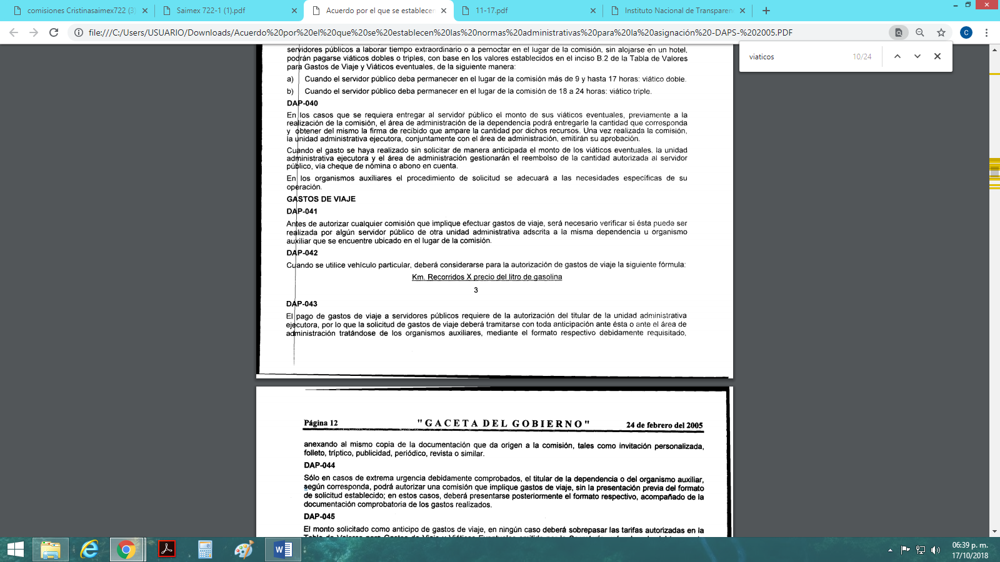 comisiones Cristinasaimex722 (3)
Saimex 722-1 (1).pdf
Acuerdo por el que se establecen
11-17.pdf
Instituto Nacional de Transparen
file:///C:/Users/USUARIO/Downloads/Acuerdo%20por%20el%20que%20se%20establecen%20las%20normas%20administrativas%20para%20la%20asignación%20-DAPS-%202005.PDF
C
viaticos
10/24
servidores públicos a laborar tiempo extraordinario o a pernoctar en el lugar de la comisión, sin alojarse en un hotel,
podrán pagarse viáticos dobles o triples, con base en los valores establecidos en el inciso B.2 de la Tabla de Valores
para Gastos de Viaje y Viáticos eventuales, de la siguiente manera:
a) Cuando el servidor público deba permanecer en el lugar de la comisión más de 9 y hasta 17 horas: viático doble.
b) Cuando el servidor público deba permanecer en el lugar de la comisión de 18 a 24 horas: viático triple.
DAP-040
En los casos que se requiera entregar al servidor público el monto de sus viáticos eventuales, previamente a la
realización de la comisión, el área de administración de la dependencia podrá entregarle la cantidad que corresponda
y obtener del mismo la firma de recibido que ampare la cantidad por dichos recursos. Una vez realizada la comisión,
la unidad administrativa ejecutora, conjuntamente con el área de administración, emitirán su aprobación.
Cuando el gasto se haya realizado sin solicitar de manera anticipada el monto de los viáticos eventuales, la unidad
administrativa ejecutora y el área de administración gestionarán el reembolso de la cantidad autorizada al servidor
público, vía cheque de nómina o abono en cuenta.
En los organismos auxiliares el procedimiento de solicitud se adecuará a las necesidades específicas de su
operación.
GASTOS DE VIAJE
DAP-041
Antes de autorizar cualquier comisión que implique efectuar gastos de viaje, será necesario verificar si ésta puede ser
realizada por algún servidor público de otra unidad administrativa adscrita a la misma dependencia u organismo
auxiliar que se encuentre ubicado en el lugar de la comisión.
DAP-042
Cuando se utilice vehículo particular, deberá considerarse para la autorización de gastos de viaje la siguiente fórmula:
Km. Recorridos X precio del litro de gasolina
3
DAP-043
El pago de gastos de viaje a servidores públicos requiere de la autorización del titular de la unidad administrativa
ejecutora, por lo que la solicitud de gastos de viaje deberá tramitarse con toda anticipación ante ésta o ante el área de
administración tratándose de los organismos auxiliares, mediante el formato respectivo debidamente requisitado,
Página 12 "GACETA DEL GOBIERNO" 24 de febrero del 2005
anexando al mismo copia de la documentación que da origen a la comisión, tales como invitación personalizada,
folleto, tríptico, publicidad, periódico, revista o similar.
DAP-044
Sólo en casos de extrema urgencia debidamente comprobados, el titular de la dependencia o del organismo auxiliar,
según corresponda, podrá autorizar una comisión que implique gastos de viaje, sin la presentación previa del formato
de solicitud establecido; en estos casos, deberá presentarse posteriormente el formato respectivo, acompañado de la
documentación comprobatoria de los gastos realizados.
DAP-045
El monto solicitado como anticipo de gastos de viaje, en ningún caso deberá sobrepasar las tarifas autorizadas en la
06:39 p. m.
17/10/2018